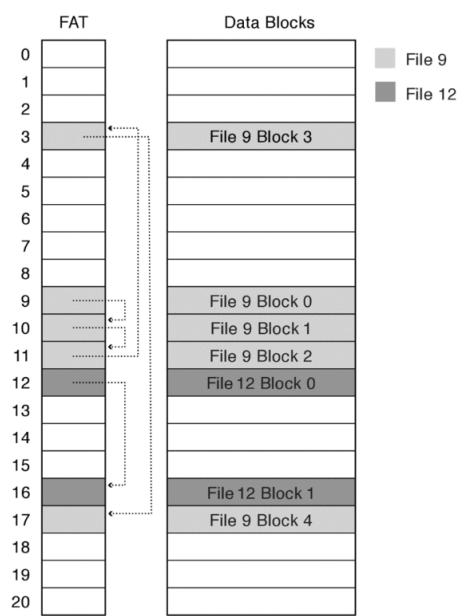 FAT Data Blocks
0 File 9
1 File 12
2
3 File 9 Block 3
4
5
6
7
8
9 File 9 Block 0
10 File 9 Block 1
11 File 9 Block 2
12 File 12 Block 0
13
14
15
16 File 12 Block 1
17 File 9 Block 4
18
19
20